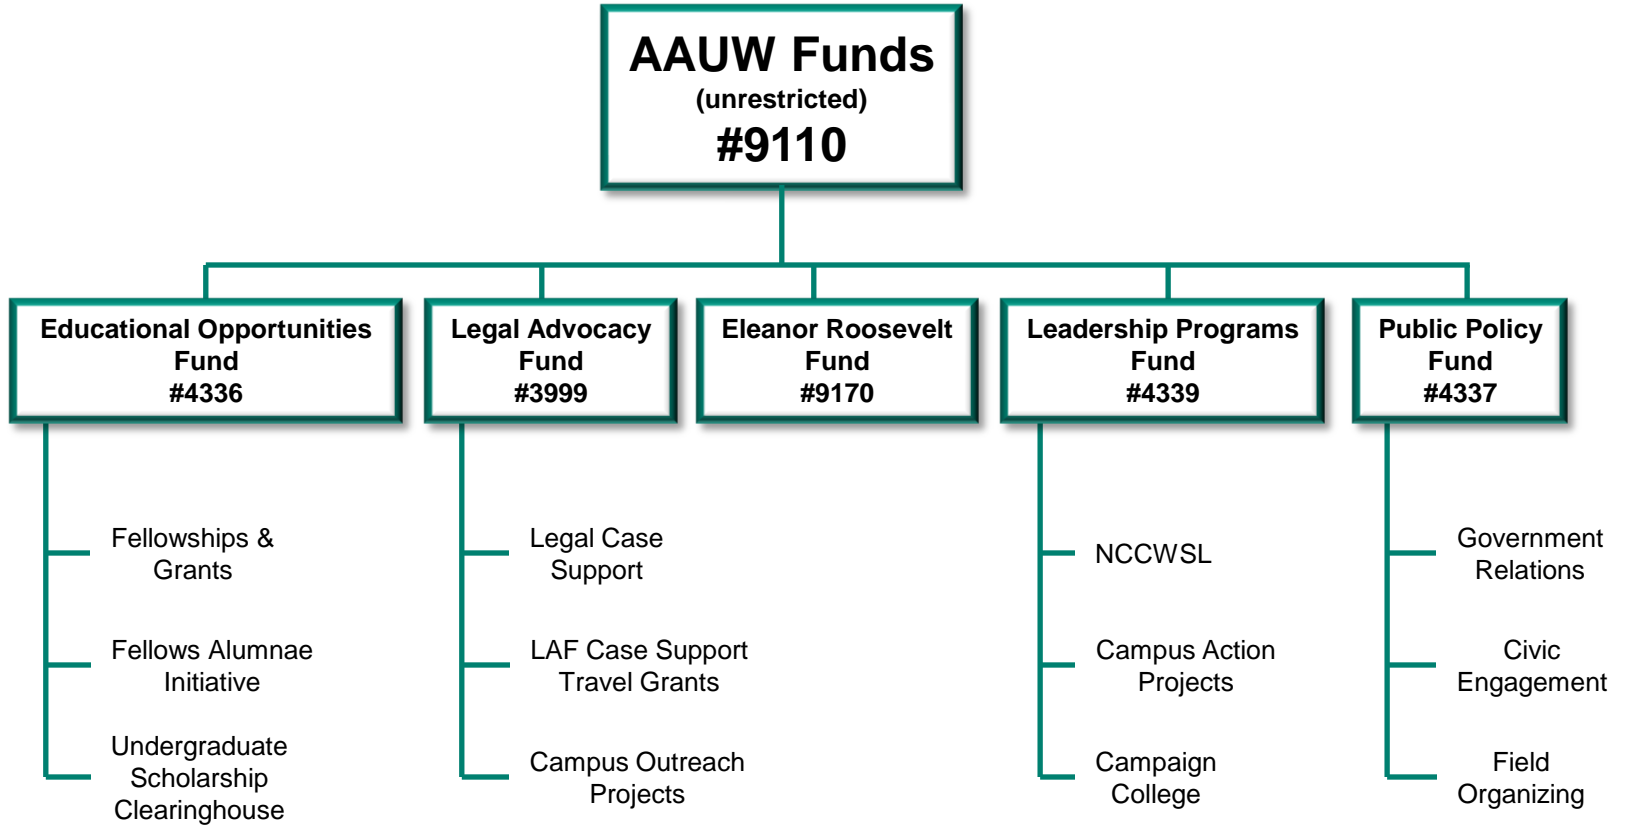 AAUW Funds
(unrestricted)
#9110
Educational Opportunities
Fund
#4336
Legal Advocacy
Fund
#3999
Eleanor Roosevelt
Fund
#9170
Leadership Programs
Fund
#4339
Public Policy
Fund
#4337
Fellowships &
Grants
Fellows Alumnae
Initiative
Undergraduate
Scholarship
Clearinghouse
Legal Case
Support
LAF Case Support
Travel Grants
Campus Outreach
Projects
NCCWSL
Campus Action
Projects
Campaign
College
Government
Relations
Civic
Engagement
Field
Organizing